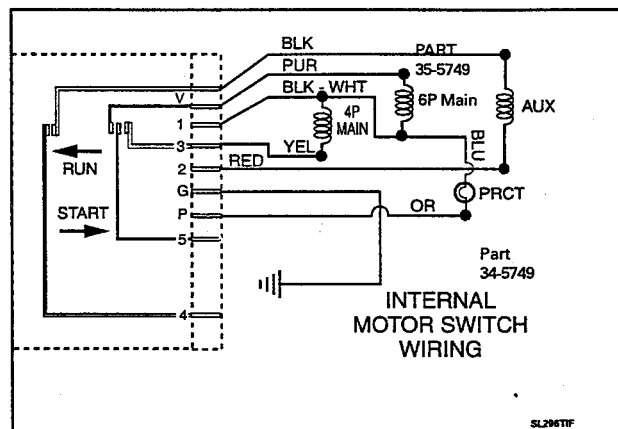 BLK
PART
35-5749
PUR
V
BLK - WHT
6P Main
AUX
1
4P
MAIN
3
YEL
BLU
RUN
2
RED
G
PRCT
START
P
OR
5
Part
34-5749
4
INTERNAL
MOTOR SWITCH
WIRING
SL296TIF